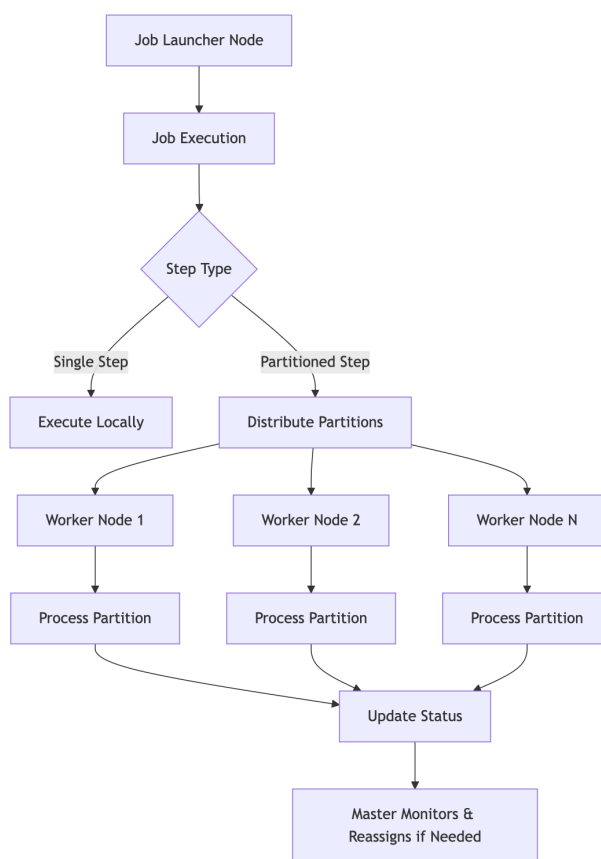 Job Launcher Node
Job Execution
Step Type
Single Step
Partitioned Step
Execute Locally
Distribute Partitions
Worker Node 1
Worker Node 2
Worker Node N
Process Partition
Process Partition
Process Partition
Update Status
Master Monitors &
Reassigns if Needed